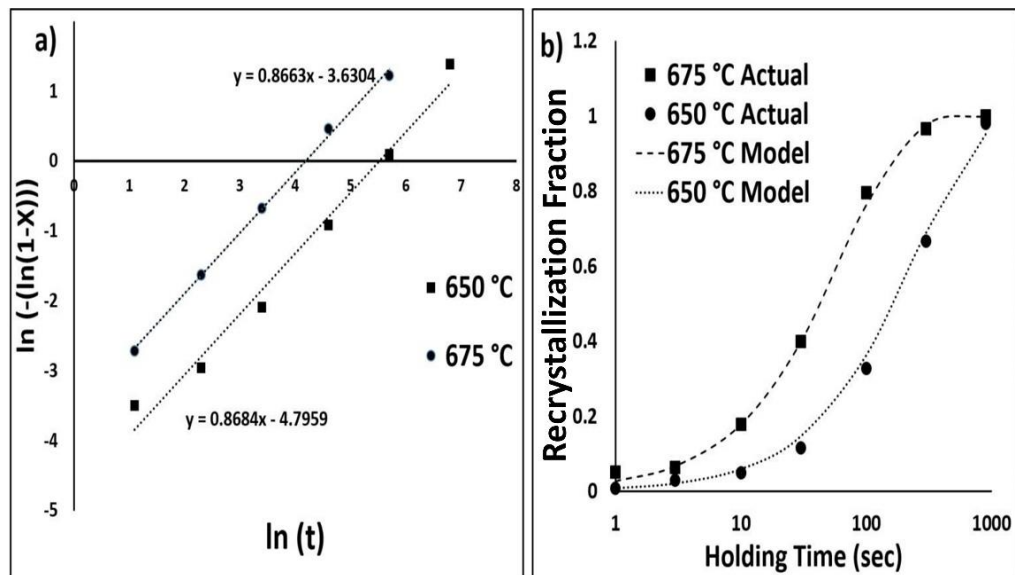 a)
y = 0.8663x - 3.6304
1
0
0
1
2
3
4
5
6
7
8
-1
-2
-3
-4
-5
650 °C
675 °C
y = 0.8684x - 4.7959
ln (-(ln(1-X)))
ln (t)
b)
1.2
1
0.8
0.6
0.4
0.2
0
675 °C Actual
650 °C Actual
675 °C Model
650 °C Model
Recrystallization Fraction
1
10
100
1000
Holding Time (sec)